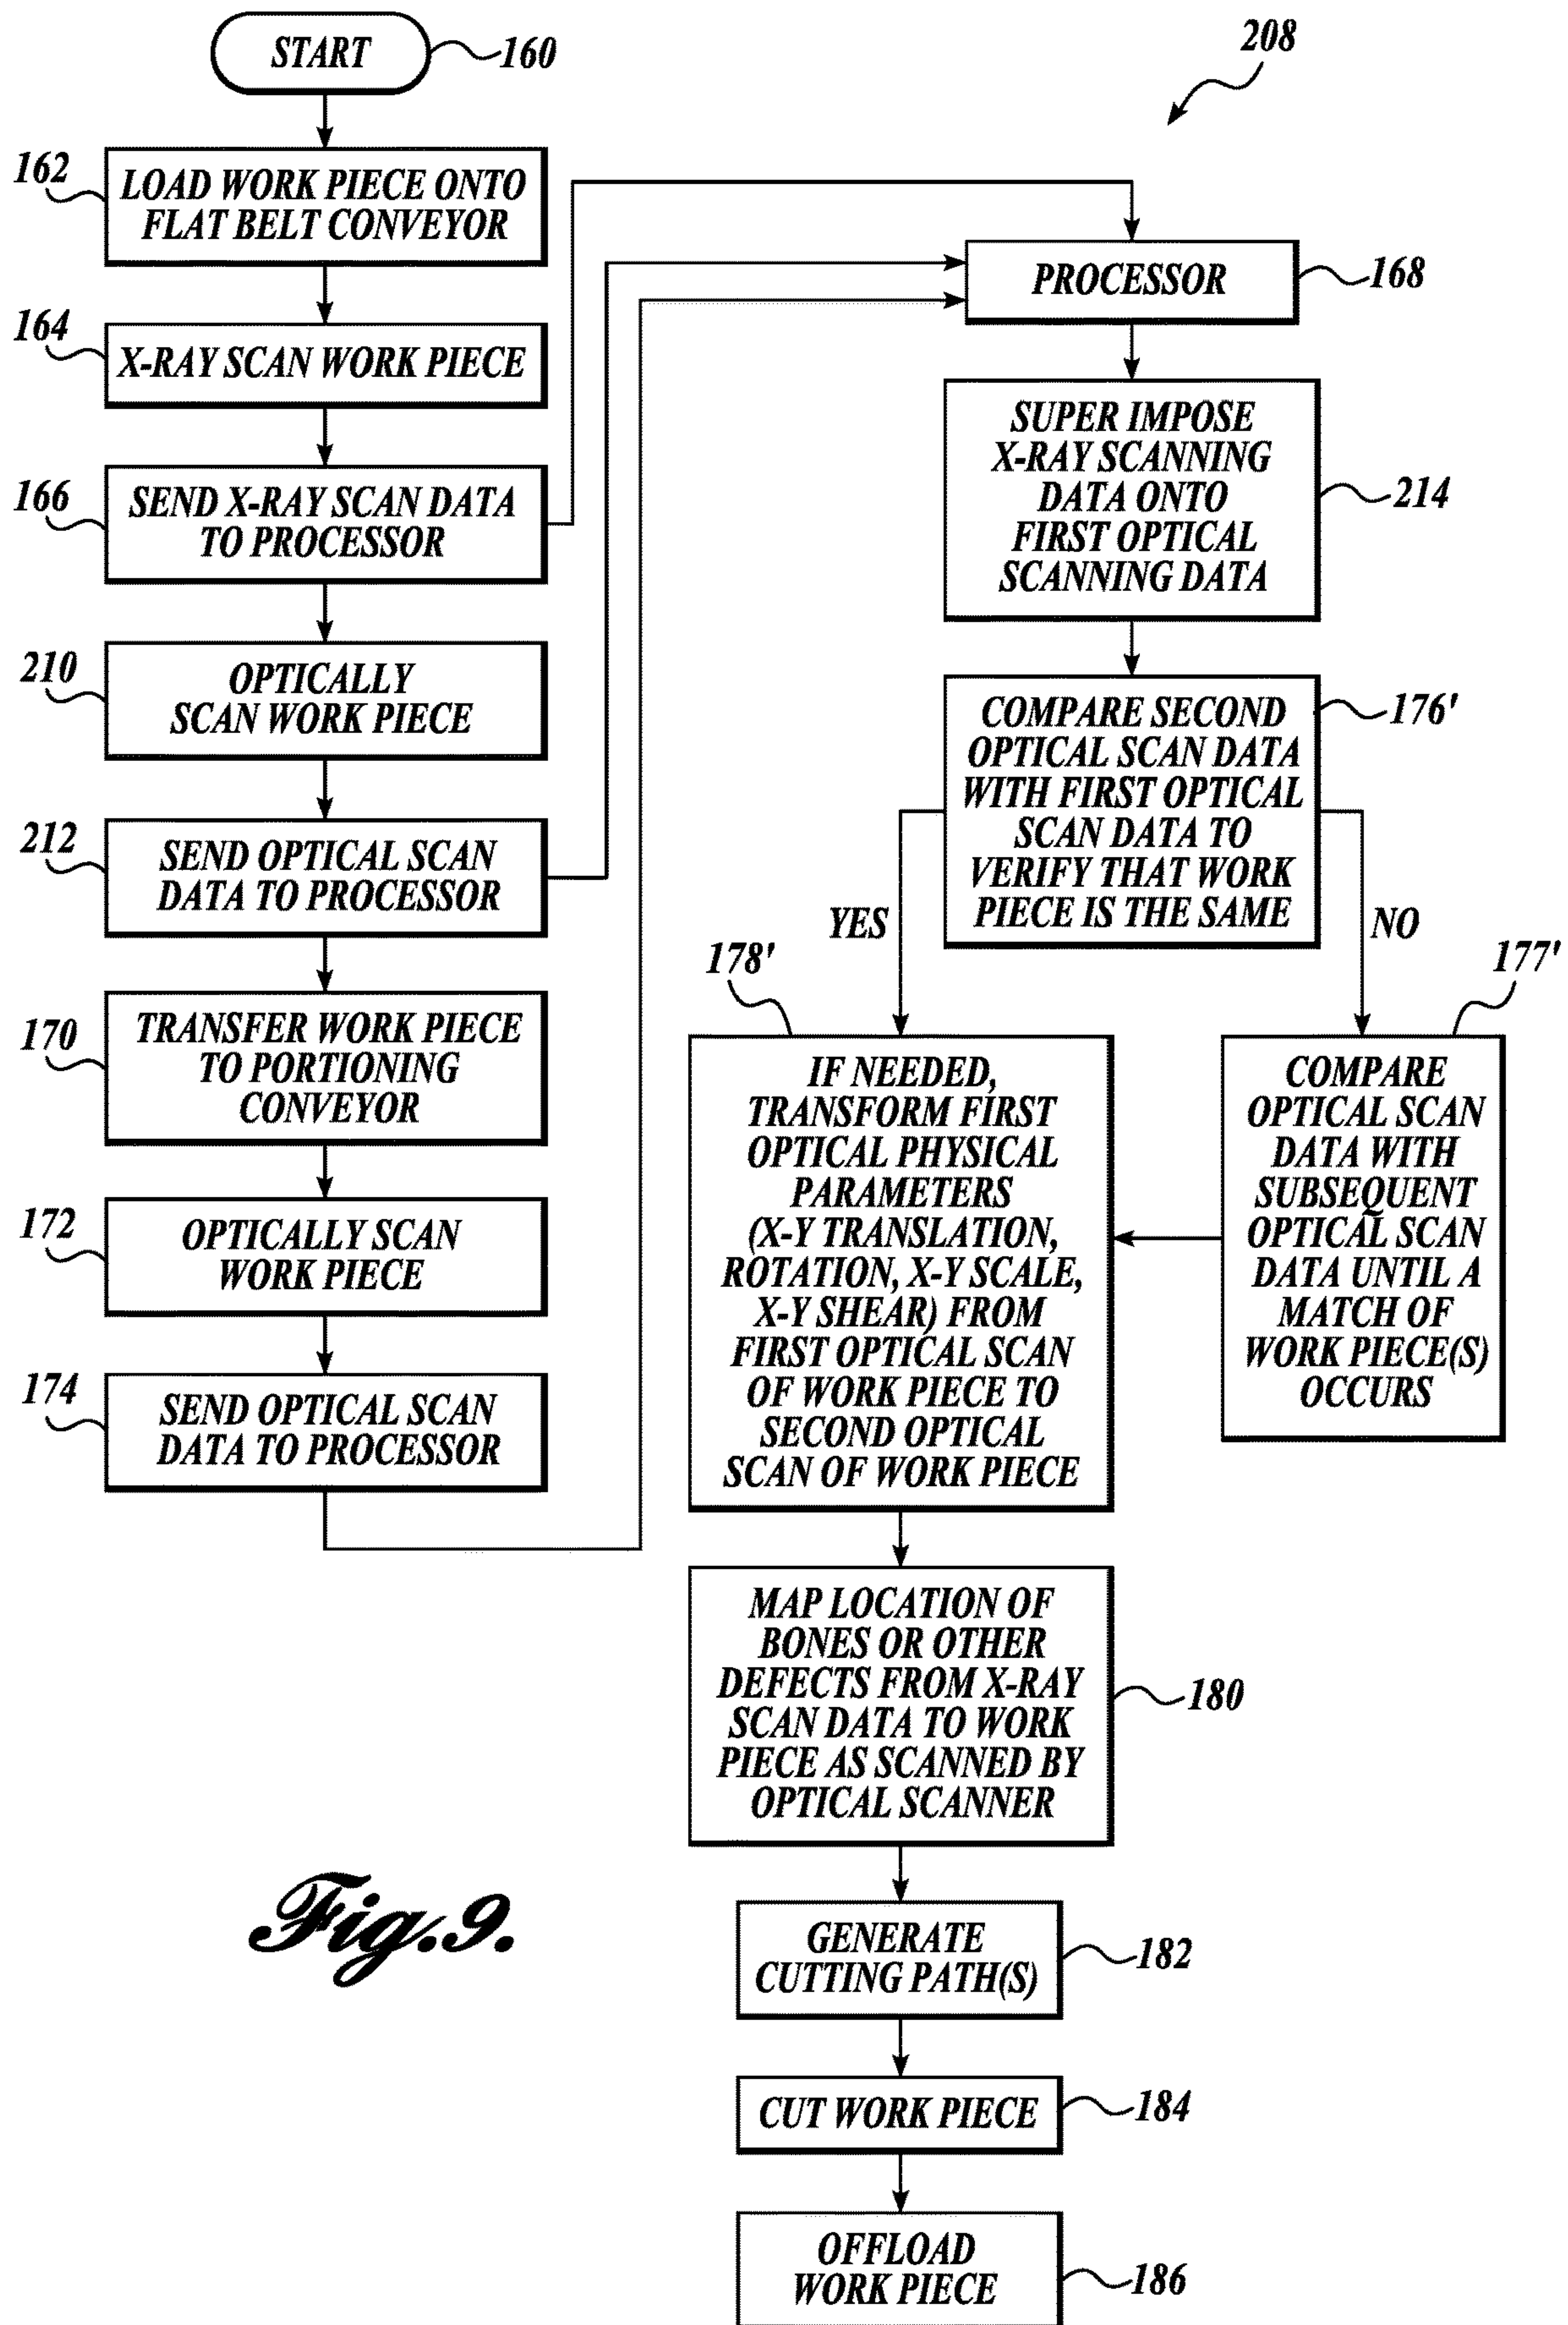 START
160
208
162
LOAD WORK PIECE ONTO
FLAT BELT CONVEYOR
164
X-RAY SCAN WORK PIECE
166
SEND X-RAY SCAN DATA
TO PROCESSOR
210
OPTICALLY
SCAN WORK PIECE
212
SEND OPTICAL SCAN
DATA TO PROCESSOR
170
TRANSFER WORK PIECE
TO PORTIONING
CONVEYOR
172
OPTICALLY SCAN
WORK PIECE
174
SEND OPTICAL SCAN
DATA TO PROCESSOR
PROCESSOR
168
SUPER IMPOSE
X-RAY SCANNING
DATA ONTO
FIRST OPTICAL
SCANNING DATA
214
COMPARE SECOND
OPTICAL SCAN DATA
WITH FIRST OPTICAL
SCAN DATA TO
VERIFY THAT WORK
PIECE IS THE SAME
176'
YES
NO
178'
177'
IF NEEDED,
TRANSFORM FIRST
OPTICAL PHYSICAL
PARAMETERS
(X-Y TRANSLATION,
ROTATION, X-Y SCALE,
X-Y SHEAR) FROM
FIRST OPTICAL SCAN
OF WORK PIECE TO
SECOND OPTICAL
SCAN OF WORK PIECE
COMPARE
OPTICAL SCAN
DATA WITH
SUBSEQUENT
OPTICAL SCAN
DATA UNTIL A
MATCH OF
WORK PIECE(S)
OCCURS
MAP LOCATION OF
BONES OR OTHER
DEFECTS FROM X-RAY
SCAN DATA TO WORK
PIECE AS SCANNED BY
OPTICAL SCANNER
180
GENERATE
CUTTING PATH(S)
182
CUT WORK PIECE
184
OFFLOAD
WORK PIECE
186
Fig.9.